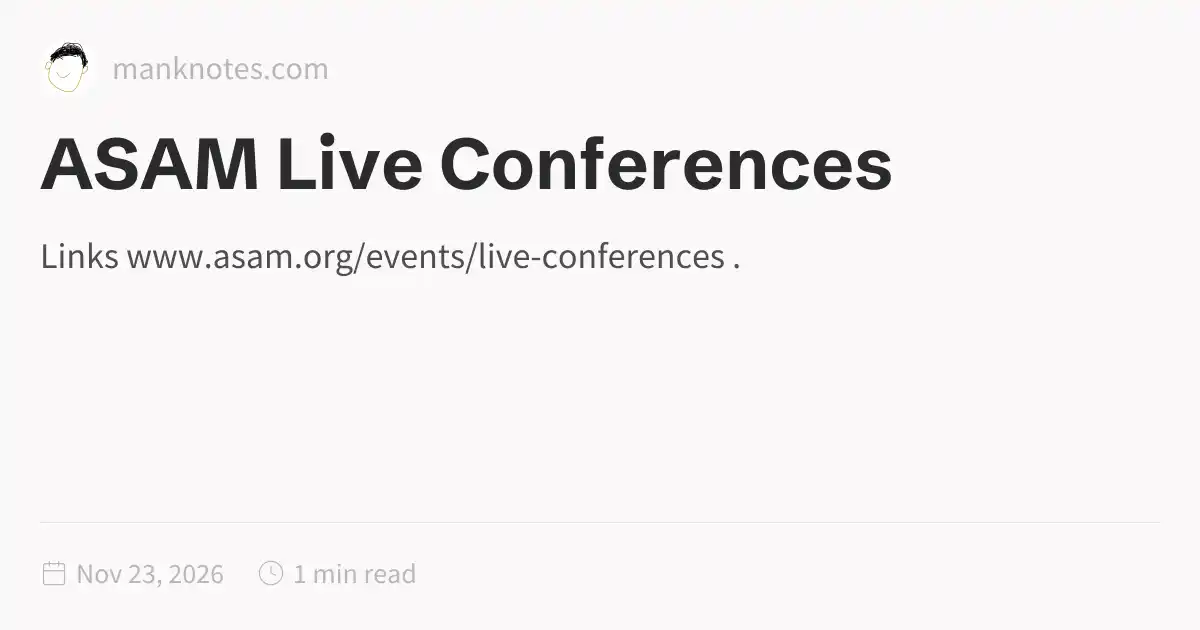 manknotes.com
ASAM Live Conferences
Links www.asam.org/events/live-conferences .
Nov 23, 2026 1 min read